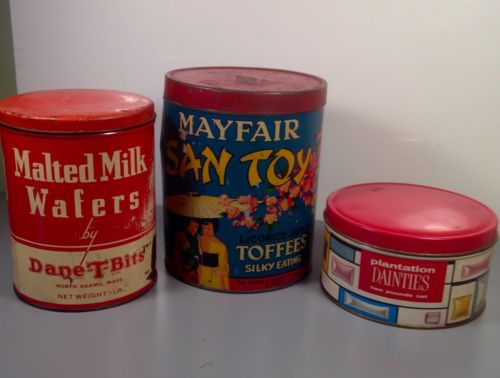 Malted Milk
Wafers
by
Dane-T-Bits
NORTH ADAMS, MASS.
NET WEIGHT 1 LB.
MAYFAIR
SAN TOY
LICORICE
TOFFEES
SILKY EATING
plantation
DAINTIES
two pounds net